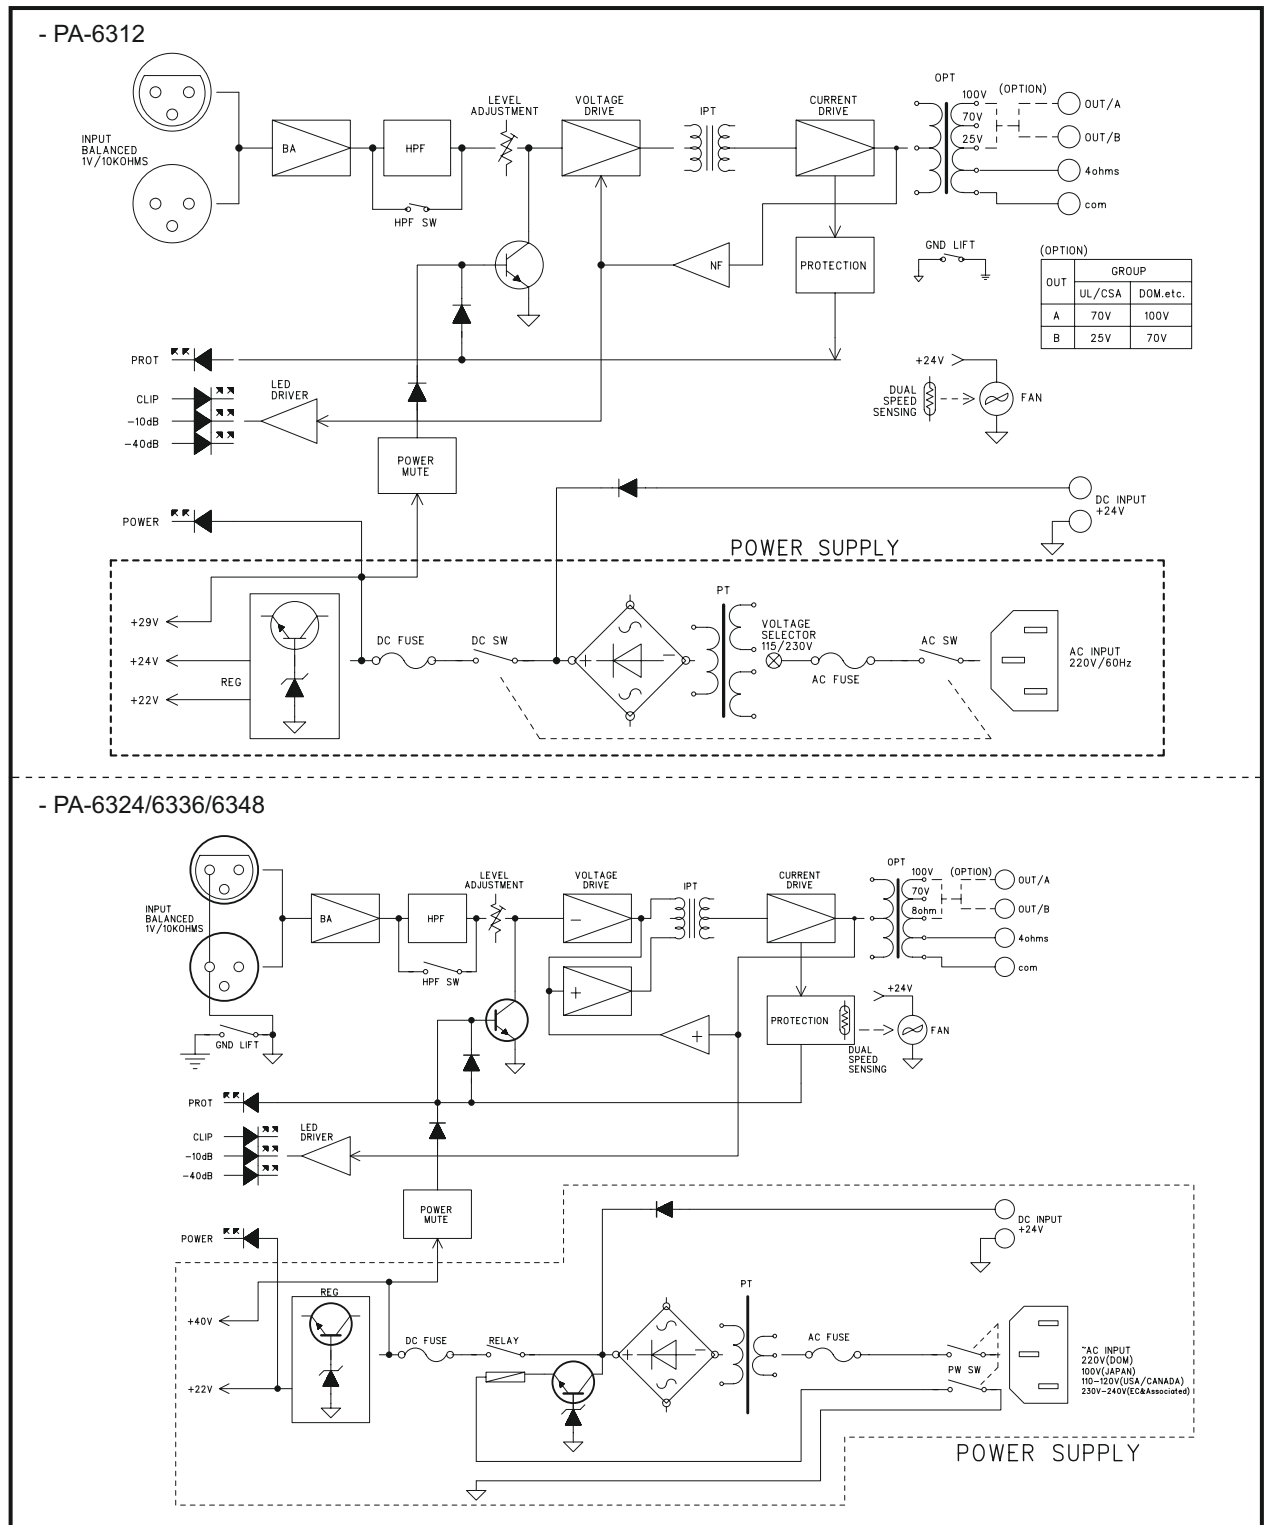 - PA-6312
INPUT
BALANCED
1V/10KOHMS
BA
HPF
HPF SW
LEVEL
ADJUSTMENT
VOLTAGE
DRIVE
IPT
CURRENT
DRIVE
OPT
100V
70V
25V
(OPTION)
OUT/A
OUT/B
4ohms
com
NF
PROTECTION
GND LIFT
(OPTION)
OUT GROUP
UL/CSA DOM.etc.
A 70V 100V
B 25V 70V
PROT
CLIP
-10dB
-40dB
LED
DRIVER
POWER
MUTE
+24V
DUAL
SPEED
SENSING
FAN
POWER
DC INPUT
+24V
POWER SUPPLY
+29V
+24V
+22V
REG
DC FUSE
DC SW
+
-
PT
VOLTAGE
SELECTOR
115/230V
AC FUSE
AC SW
AC INPUT
220V/60Hz
- PA-6324/6336/6348
INPUT
BALANCED
1V/10KOHMS
GND LIFT
BA
HPF
HPF SW
LEVEL
ADJUSTMENT
VOLTAGE
DRIVE
-
+
+
IPT
CURRENT
DRIVE
OPT
100V
70V
8ohm
(OPTION)
OUT/A
OUT/B
4ohms
com
PROTECTION
DUAL
SPEED
SENSING
+24V
FAN
PROT
CLIP
-10dB
-40dB
LED
DRIVER
POWER
MUTE
POWER
DC INPUT
+24V
+40V
+22V
REG
DC FUSE
RELAY
+
-
PT
AC FUSE
PW SW
~AC INPUT
220V(DOM)
100V(JAPAN)
110-120V(USA/CANADA)
230V-240V(EC&Associated)
POWER SUPPLY